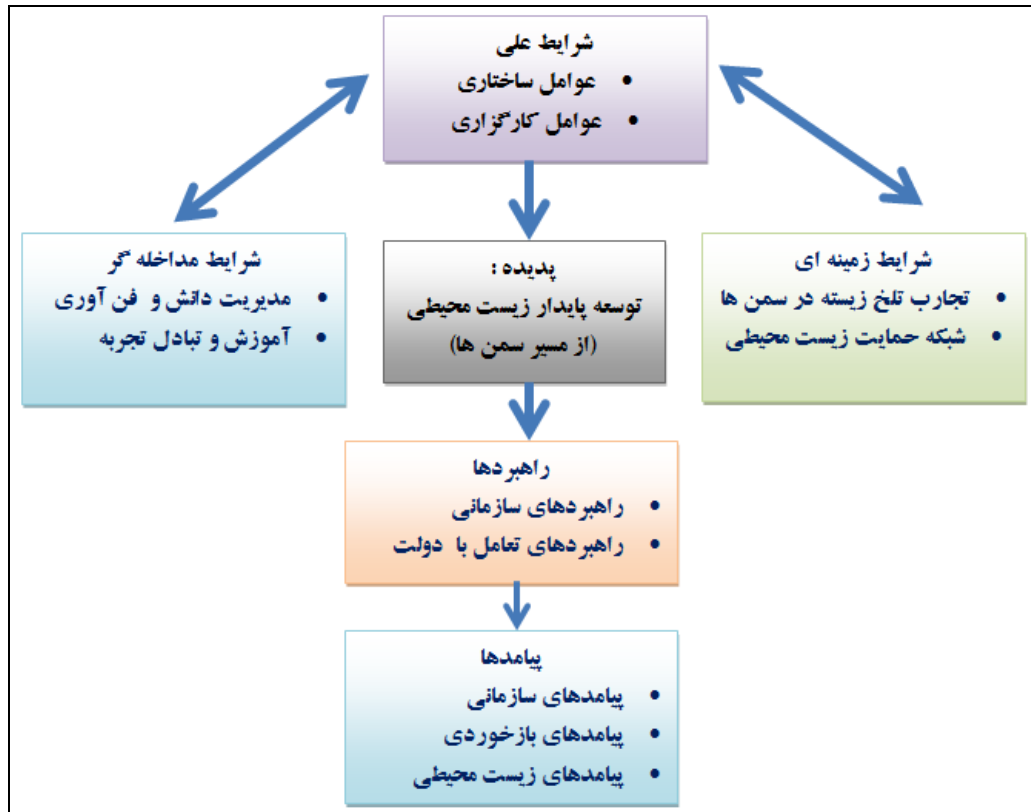 شرایط علی
• عوامل ساختاری
• عوامل کارگزاری
شرایط زمینه ای
• تجارب تلخ زیسته در سمن ها
• شبکه حمایت زیست محیطی
پدیده :
توسعه پایدار زیست محیطی
(از مسیر سمن ها)
شرایط مداخله گر
• مدیریت دانش و فن آوری
• آموزش و تبادل تجربه
راهبردها
• راهبردهای سازمانی
• راهبردهای تعامل با دولت
پیامدها
• پیامدهای سازمانی
• پیامدهای بازخوردی
• پیامدهای زیست محیطی